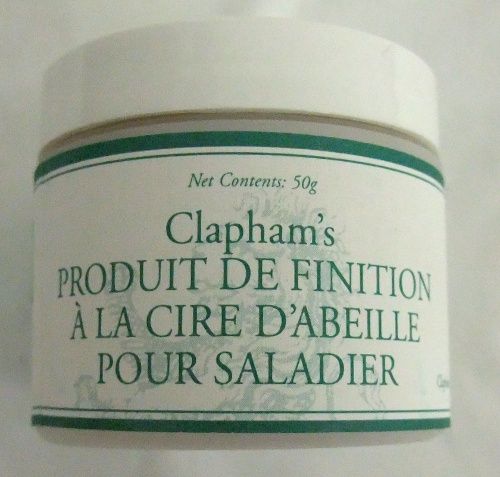 Net Contents: 50g
Clapham's
PRODUIT DE FINITION
À LA CIRE D'ABEILLE
POUR SALADIER